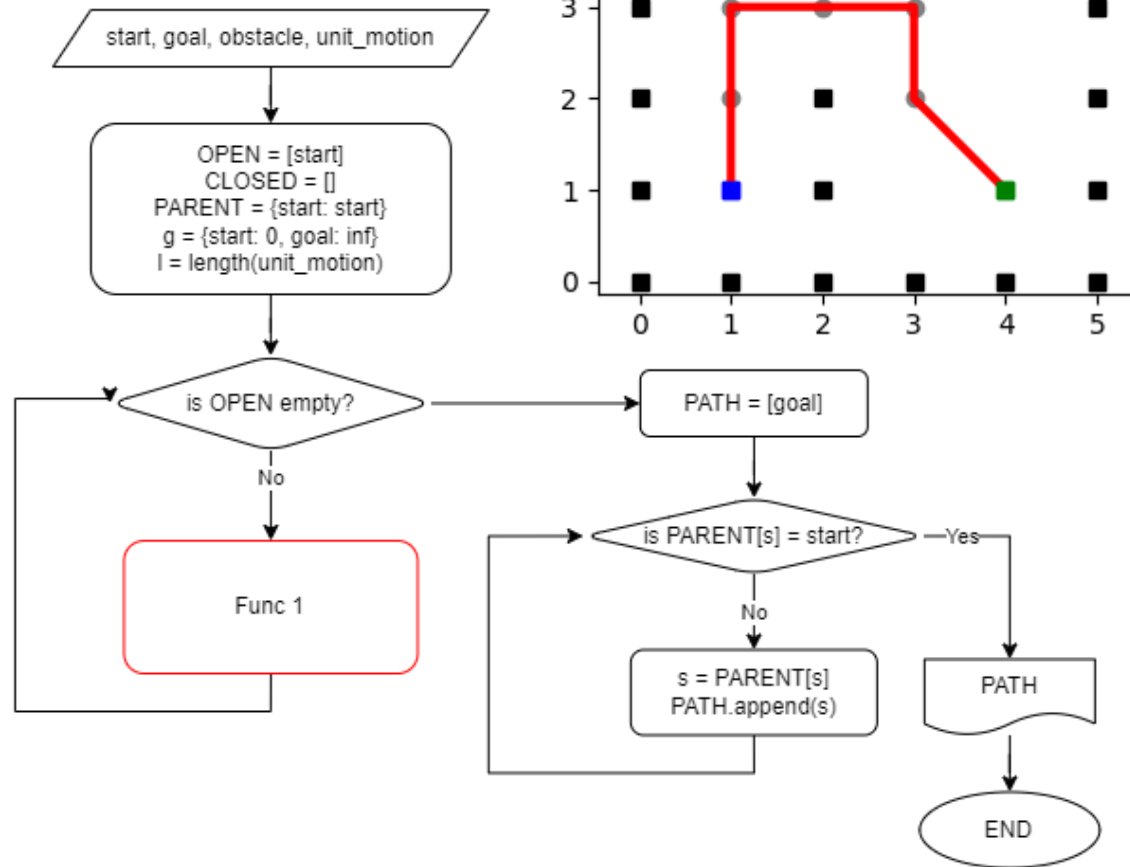 start, goal, obstacle, unit_motion
OPEN = [start]
CLOSED = []
PARENT = {start: start}
g = {start: 0, goal: inf}
l = length(unit_motion)
is OPEN empty?
No
Func 1
3
2
1
0
0 1 2 3 4 5
PATH = [goal]
is PARENT[s] = start?
Yes
No
s = PARENT[s]
PATH.append(s)
PATH
END